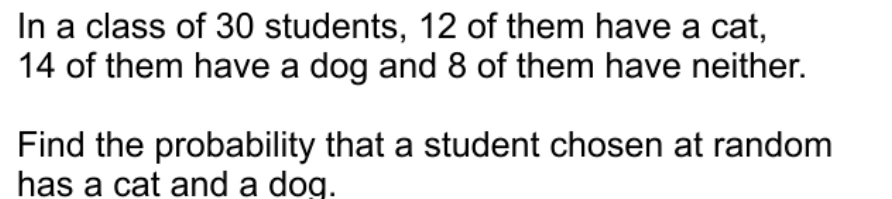 In a class of 30 students, 12 of them have a cat,
14 of them have a dog and 8 of them have neither.
Find the probability that a student chosen at random
has a cat and a dog.